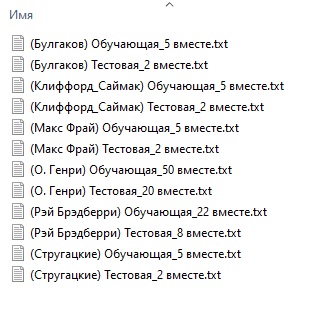 Имя
(Булгаков) Обучающая_5 вместе.txt
(Булгаков) Тестовая_2 вместе.txt
(Клиффорд_Саймак) Обучающая_5 вместе.txt
(Клиффорд_Саймак) Тестовая_2 вместе.txt
(Макс Фрай) Обучающая_5 вместе.txt
(Макс Фрай) Тестовая_2 вместе.txt
(О. Генри) Обучающая_50 вместе.txt
(О. Генри) Тестовая_20 вместе.txt
(Рэй Брэдберри) Обучающая_22 вместе.txt
(Рэй Брэдберри) Тестовая_8 вместе.txt
(Стругацкие) Обучающая_5 вместе.txt
(Стругацкие) Тестовая_2 вместе.txt